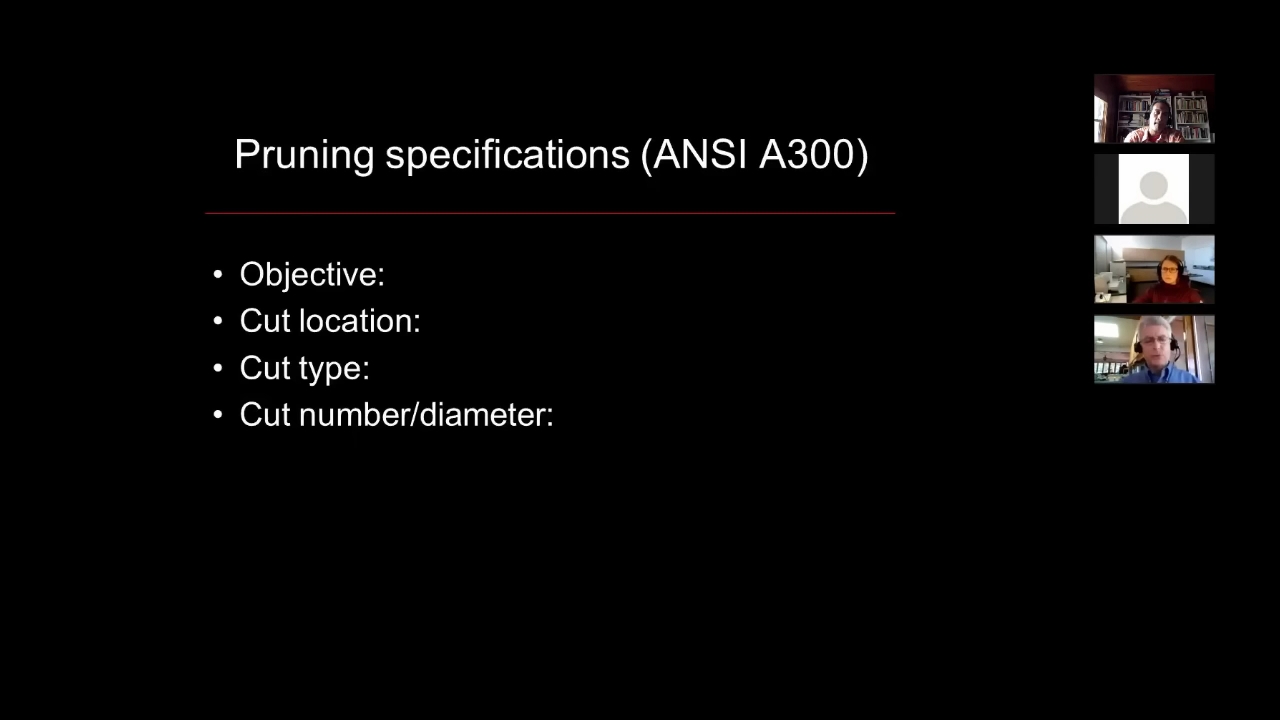 Pruning specifications (ANSI A300)
• Objective:
• Cut location:
• Cut type:
• Cut number/diameter: